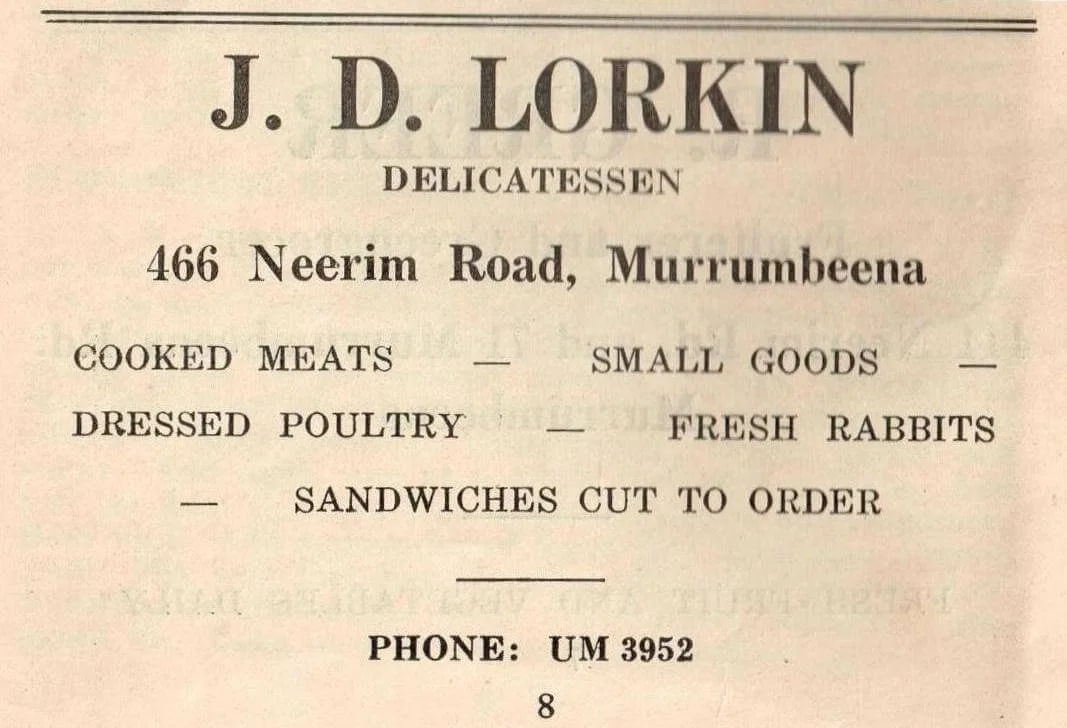 J. D. LORKIN
DELICATESSEN
466 Neerim Road, Murrumbeena
COOKED MEATS — SMALL GOODS —
DRESSED POULTRY — FRESH RABBITS
— SANDWICHES CUT TO ORDER
PHONE: UM 3952
8